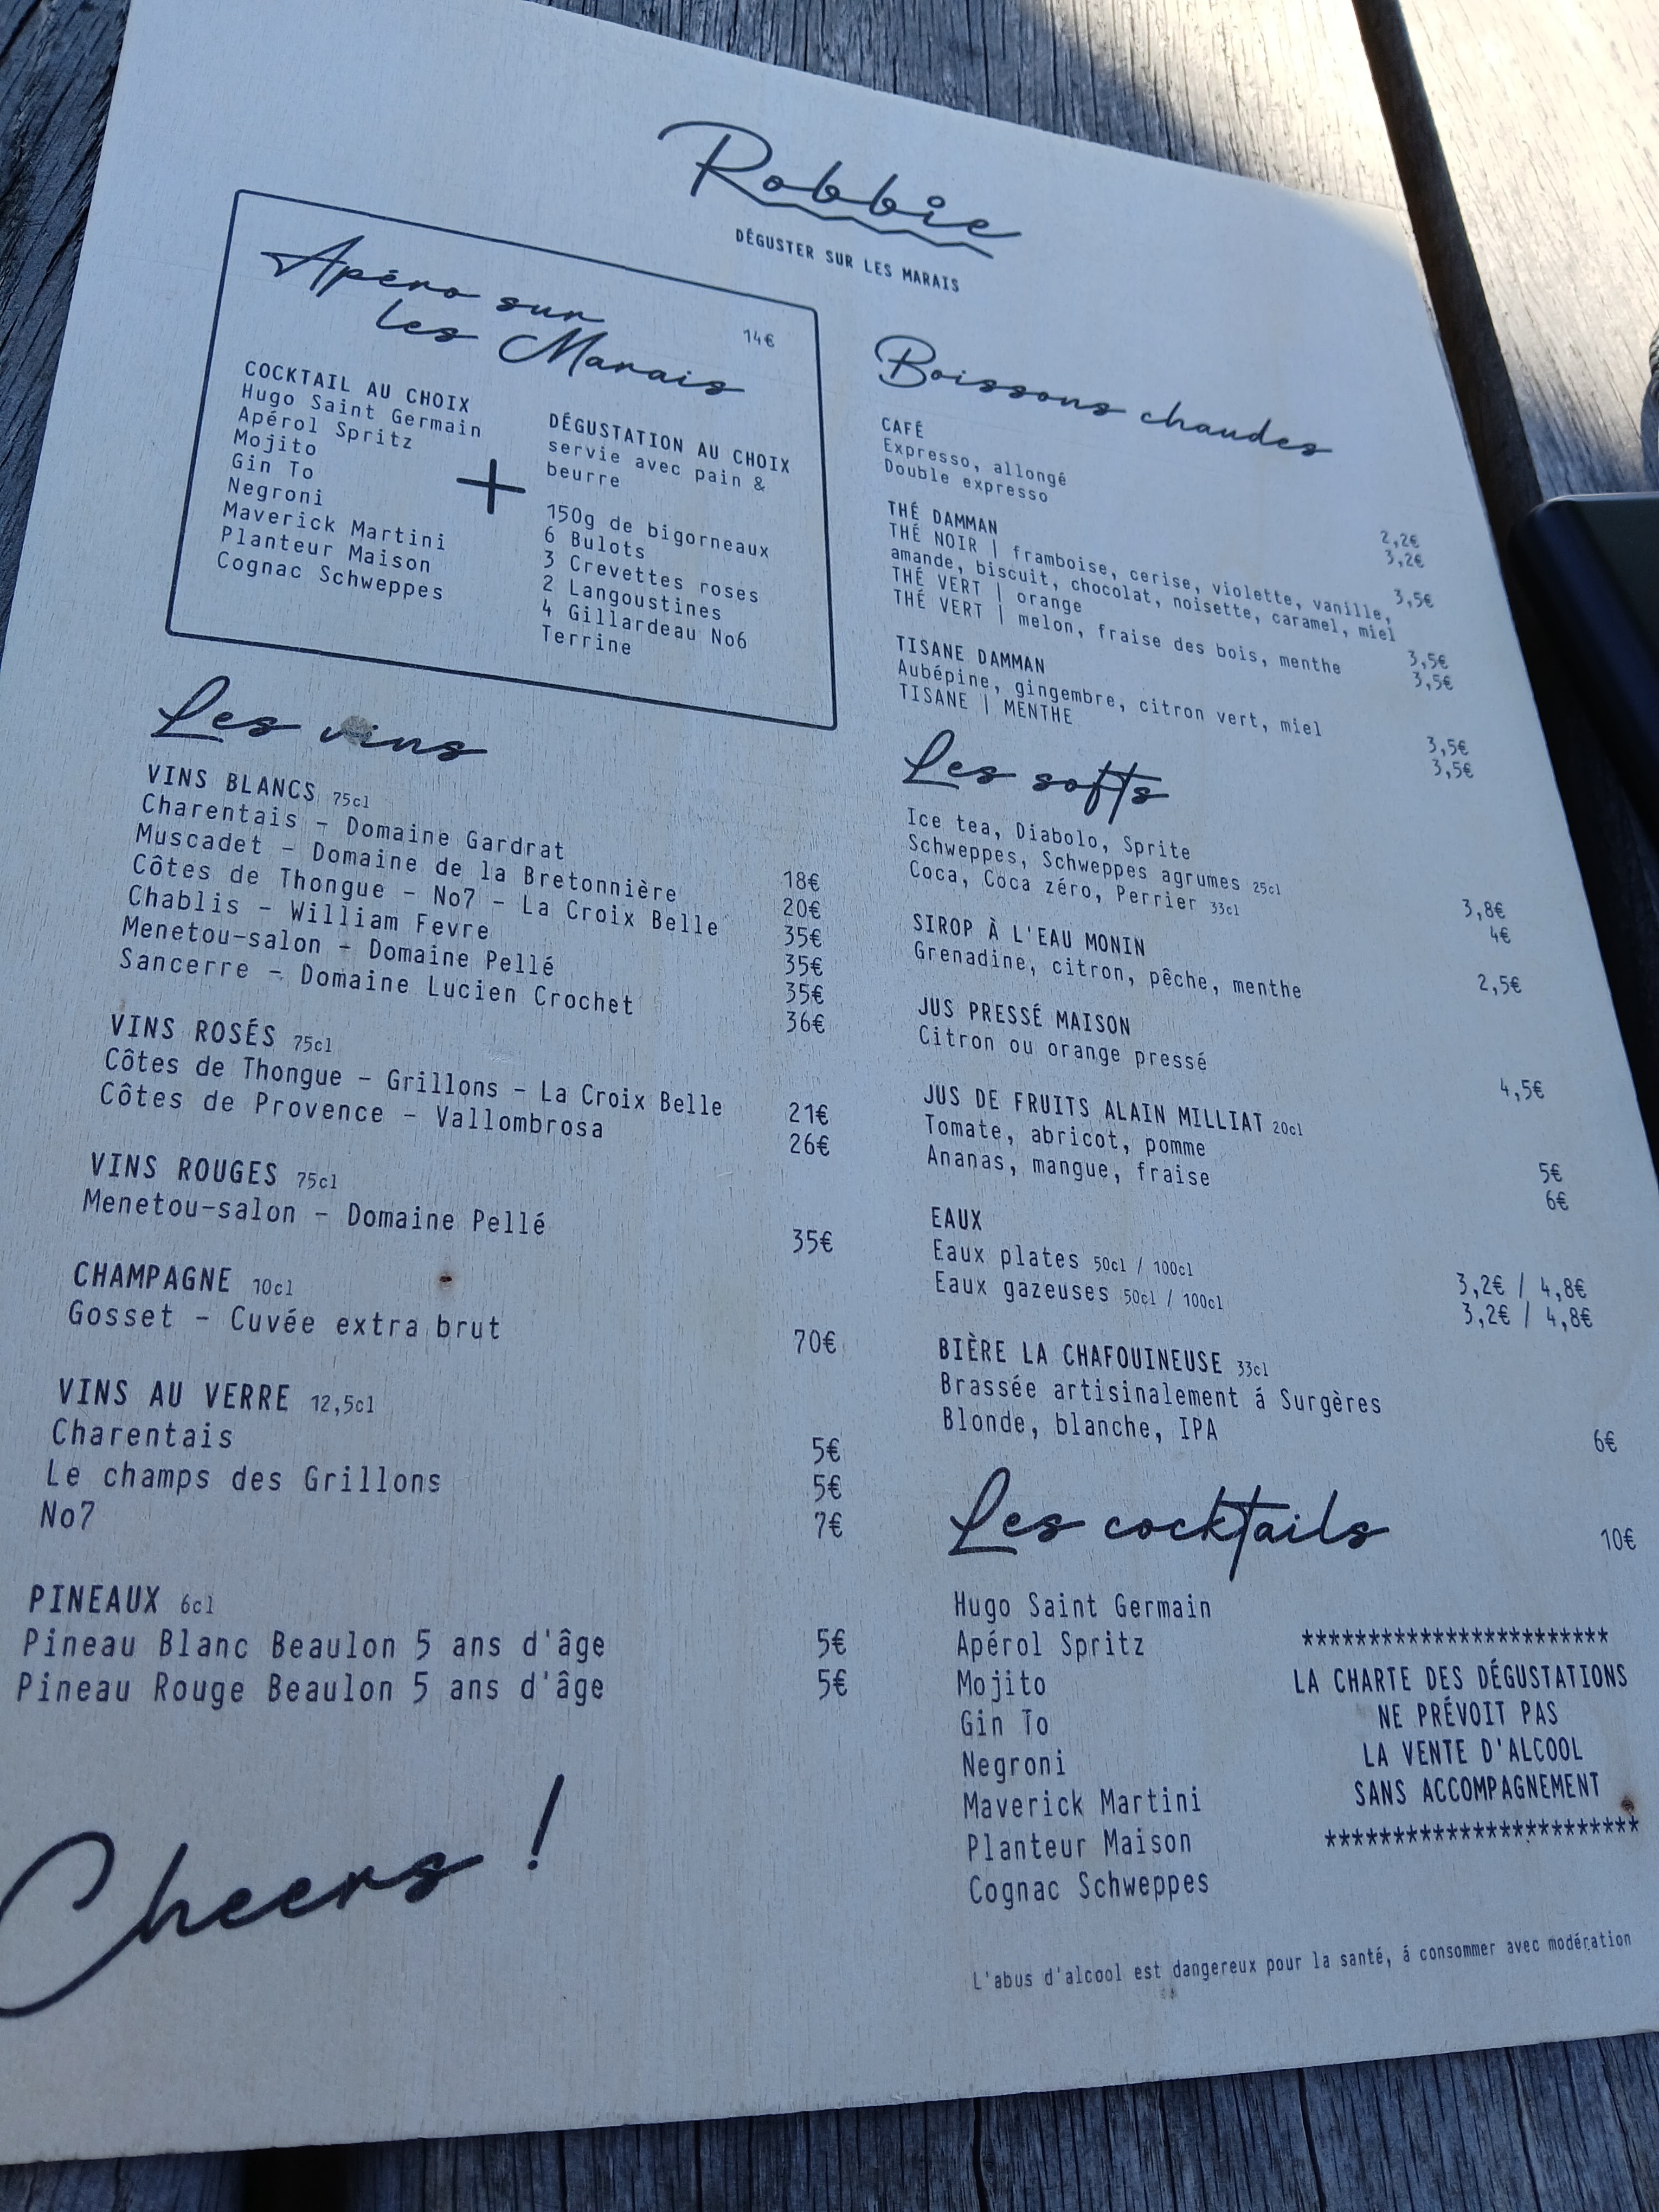 Robbie
DÉGUSTER SUR LES MARAIS
Apéro sur
les Marais
14€
COCKTAIL AU CHOIX
Hugo Saint Germain
Apérol Spritz
Mojito
Gin To
Negroni
Maverick Martini
Planteur Maison
Cognac Schweppes
+
DÉGUSTATION AU CHOIX
servie avec pain &
beurre
150g de bigorneaux
6 Bulots
3 Crevettes roses
2 Langoustines
4 Gillardeau No6
Terrine
Les vins
VINS BLANCS 75cl
Charentais - Domaine Gardrat 18€
Muscadet - Domaine de la Bretonnière 20€
Côtes de Thongue - No7 - La Croix Belle 35€
Chablis - William Fevre 35€
Menetou-salon - Domaine Pellé 35€
Sancerre - Domaine Lucien Crochet 36€
VINS ROSÉS 75cl
Côtes de Thongue - Grillons - La Croix Belle 21€
Côtes de Provence - Vallombrosa 26€
VINS ROUGES 75cl
Menetou-salon - Domaine Pellé 35€
CHAMPAGNE 10cl
Gosset - Cuvée extra brut 70€
VINS AU VERRE 12,5cl
Charentais 5€
Le champs des Grillons 5€
No7 7€
PINEAUX 6cl
Pineau Blanc Beaulon 5 ans d'âge 5€
Pineau Rouge Beaulon 5 ans d'âge 5€
Cheers !
Boissons chaudes
CAFÉ
Expresso, allongé 2,2€
Double expresso 3,2€
THÉ DAMMAN
THÉ NOIR | framboise, cerise, violette, vanille, 3,5€
amande, biscuit, chocolat, noisette, caramel, miel
THÉ VERT | orange 3,5€
THÉ VERT | melon, fraise des bois, menthe 3,5€
TISANE DAMMAN
Aubépine, gingembre, citron vert, miel 3,5€
TISANE | MENTHE 3,5€
Les softs
Ice tea, Diabolo, Sprite
Schweppes, Schweppes agrumes 25cl 3,8€
Coca, Coca zéro, Perrier 33cl 4€
SIROP À L'EAU MONIN
Grenadine, citron, pêche, menthe 2,5€
JUS PRESSÉ MAISON
Citron ou orange pressé 4,5€
JUS DE FRUITS ALAIN MILLIAT 20cl
Tomate, abricot, pomme 5€
Ananas, mangue, fraise 6€
EAUX
Eaux plates 50cl / 100cl 3,2€ / 4,8€
Eaux gazeuses 50cl / 100cl 3,2€ / 4,8€
BIÈRE LA CHAFOUINEUSE 33cl
Brassée artisinalement á Surgères
Blonde, blanche, IPA 6€
Les cocktails 10€
Hugo Saint Germain
Apérol Spritz
Mojito
Gin To
Negroni
Maverick Martini
Planteur Maison
Cognac Schweppes
***********************
LA CHARTE DES DÉGUSTATIONS
NE PRÉVOIT PAS
LA VENTE D'ALCOOL
SANS ACCOMPAGNEMENT
***********************
L'abus d'alcool est dangereux pour la santé, á consommer avec modération